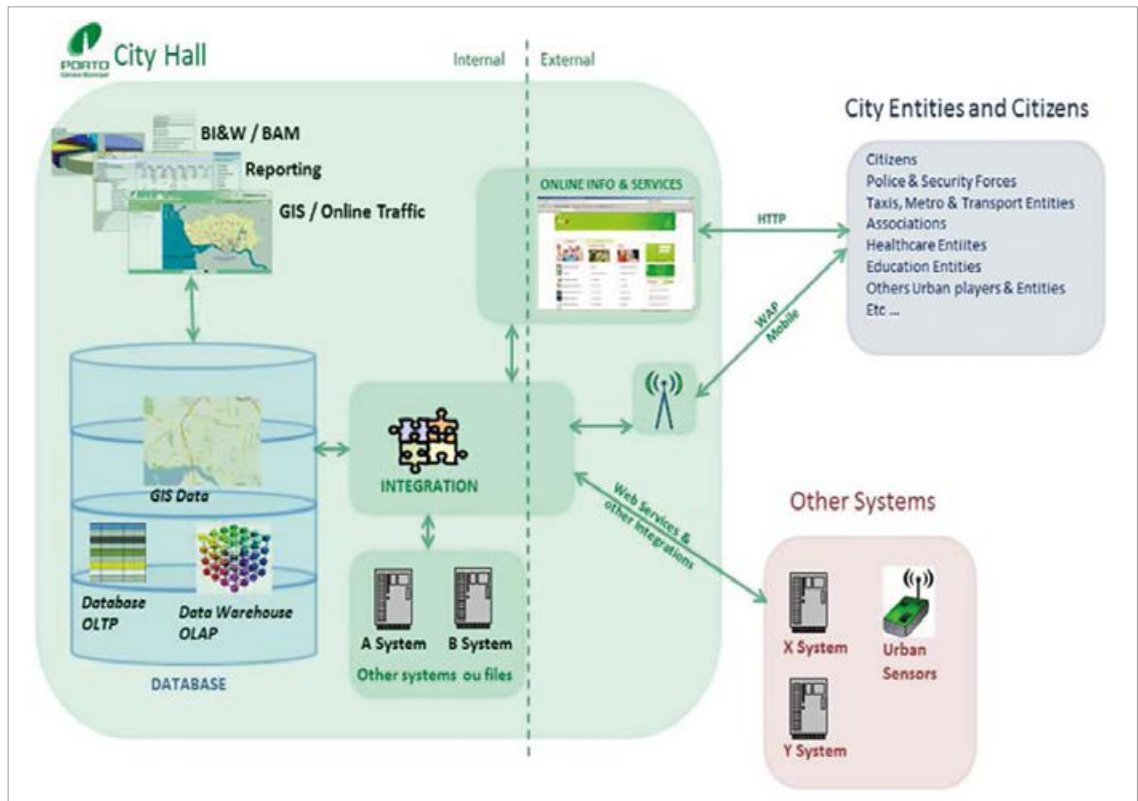 PORTO
Câmara Municipal
City Hall
Internal
External
BI&W / BAM
Reporting
GIS / Online Traffic
ONLINE INFO & SERVICES
HTTP
WAP
Mobile
City Entities and Citizens
Citizens
Police & Security Forces
Taxis, Metro & Transport Entities
Associations
Healthcare Entiites
Education Entities
Others Urban players & Entities
Etc ...
GIS Data
Database
OLTP
Data Warehouse
OLAP
DATABASE
INTEGRATION
A System
B System
Other systems ou files
Web Services &
other Integrations
Other Systems
X System
Urban
Sensors
Y System